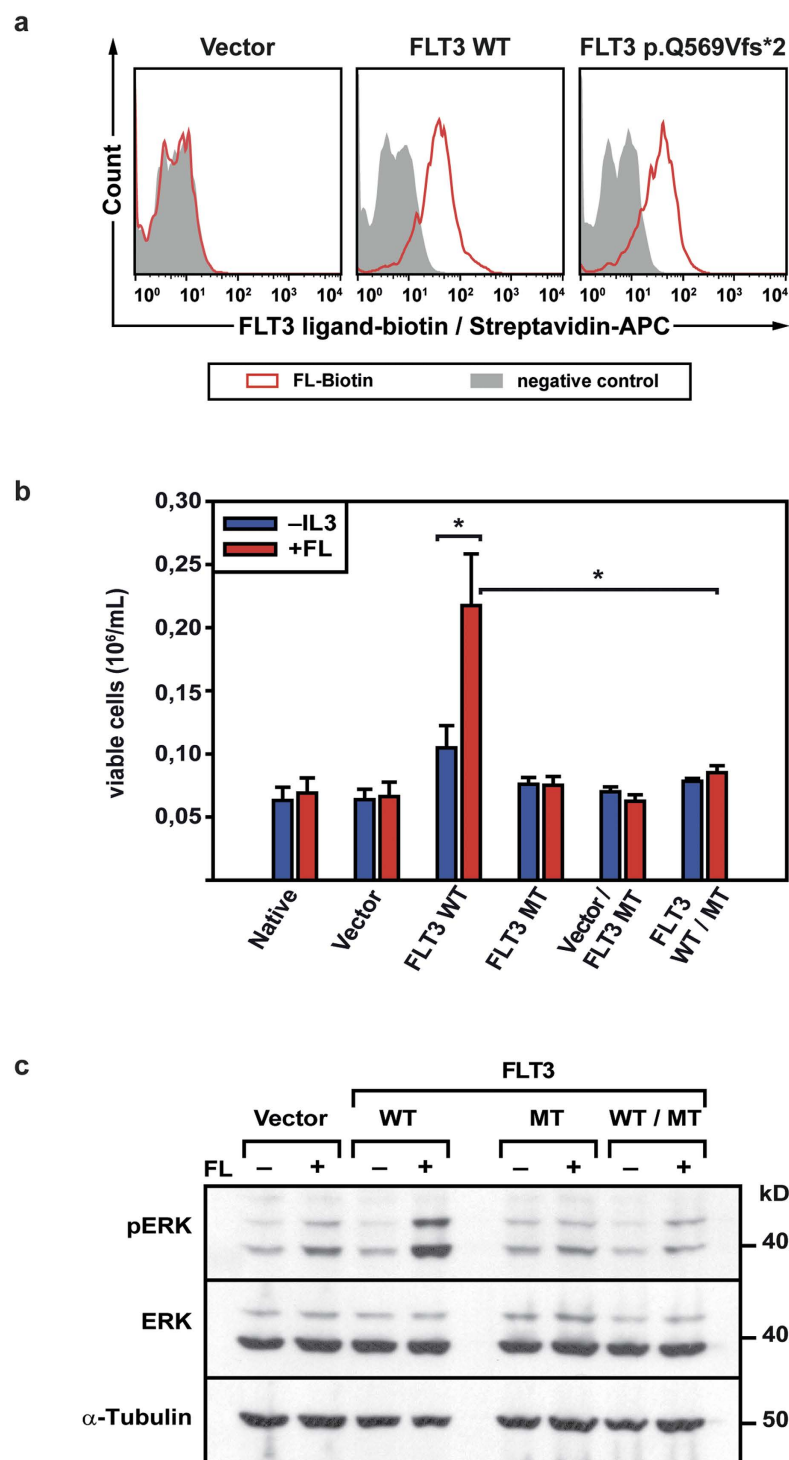 a
Vector FLT3 WT FLT3 p.Q569Vfs*2
Count
10⁰ 10¹ 10² 10³ 10⁴ 10⁰ 10¹ 10² 10³ 10⁴ 10⁰ 10¹ 10² 10³ 10⁴
FLT3 ligand-biotin / Streptavidin-APC
FL-Biotin negative control
b
viable cells (10⁶/mL)
0,30
0,25
0,20
0,15
0,10
0,05
–IL3
+FL
*
*
Native
Vector
FLT3 WT
FLT3 MT
Vector /
FLT3 MT
FLT3
WT / MT
c
FLT3
Vector WT MT WT / MT
FL – + – + – + – +
kD
pERK 40
ERK 40
α-Tubulin 50